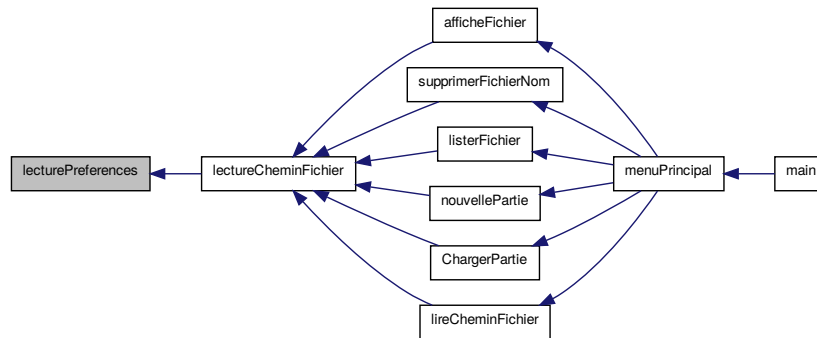 afficheFichier
supprimerFichierNom
listerFichier
lecturePreferences
lectureCheminFichier
menuPrincipal
main
nouvellePartie
ChargerPartie
lireCheminFichier